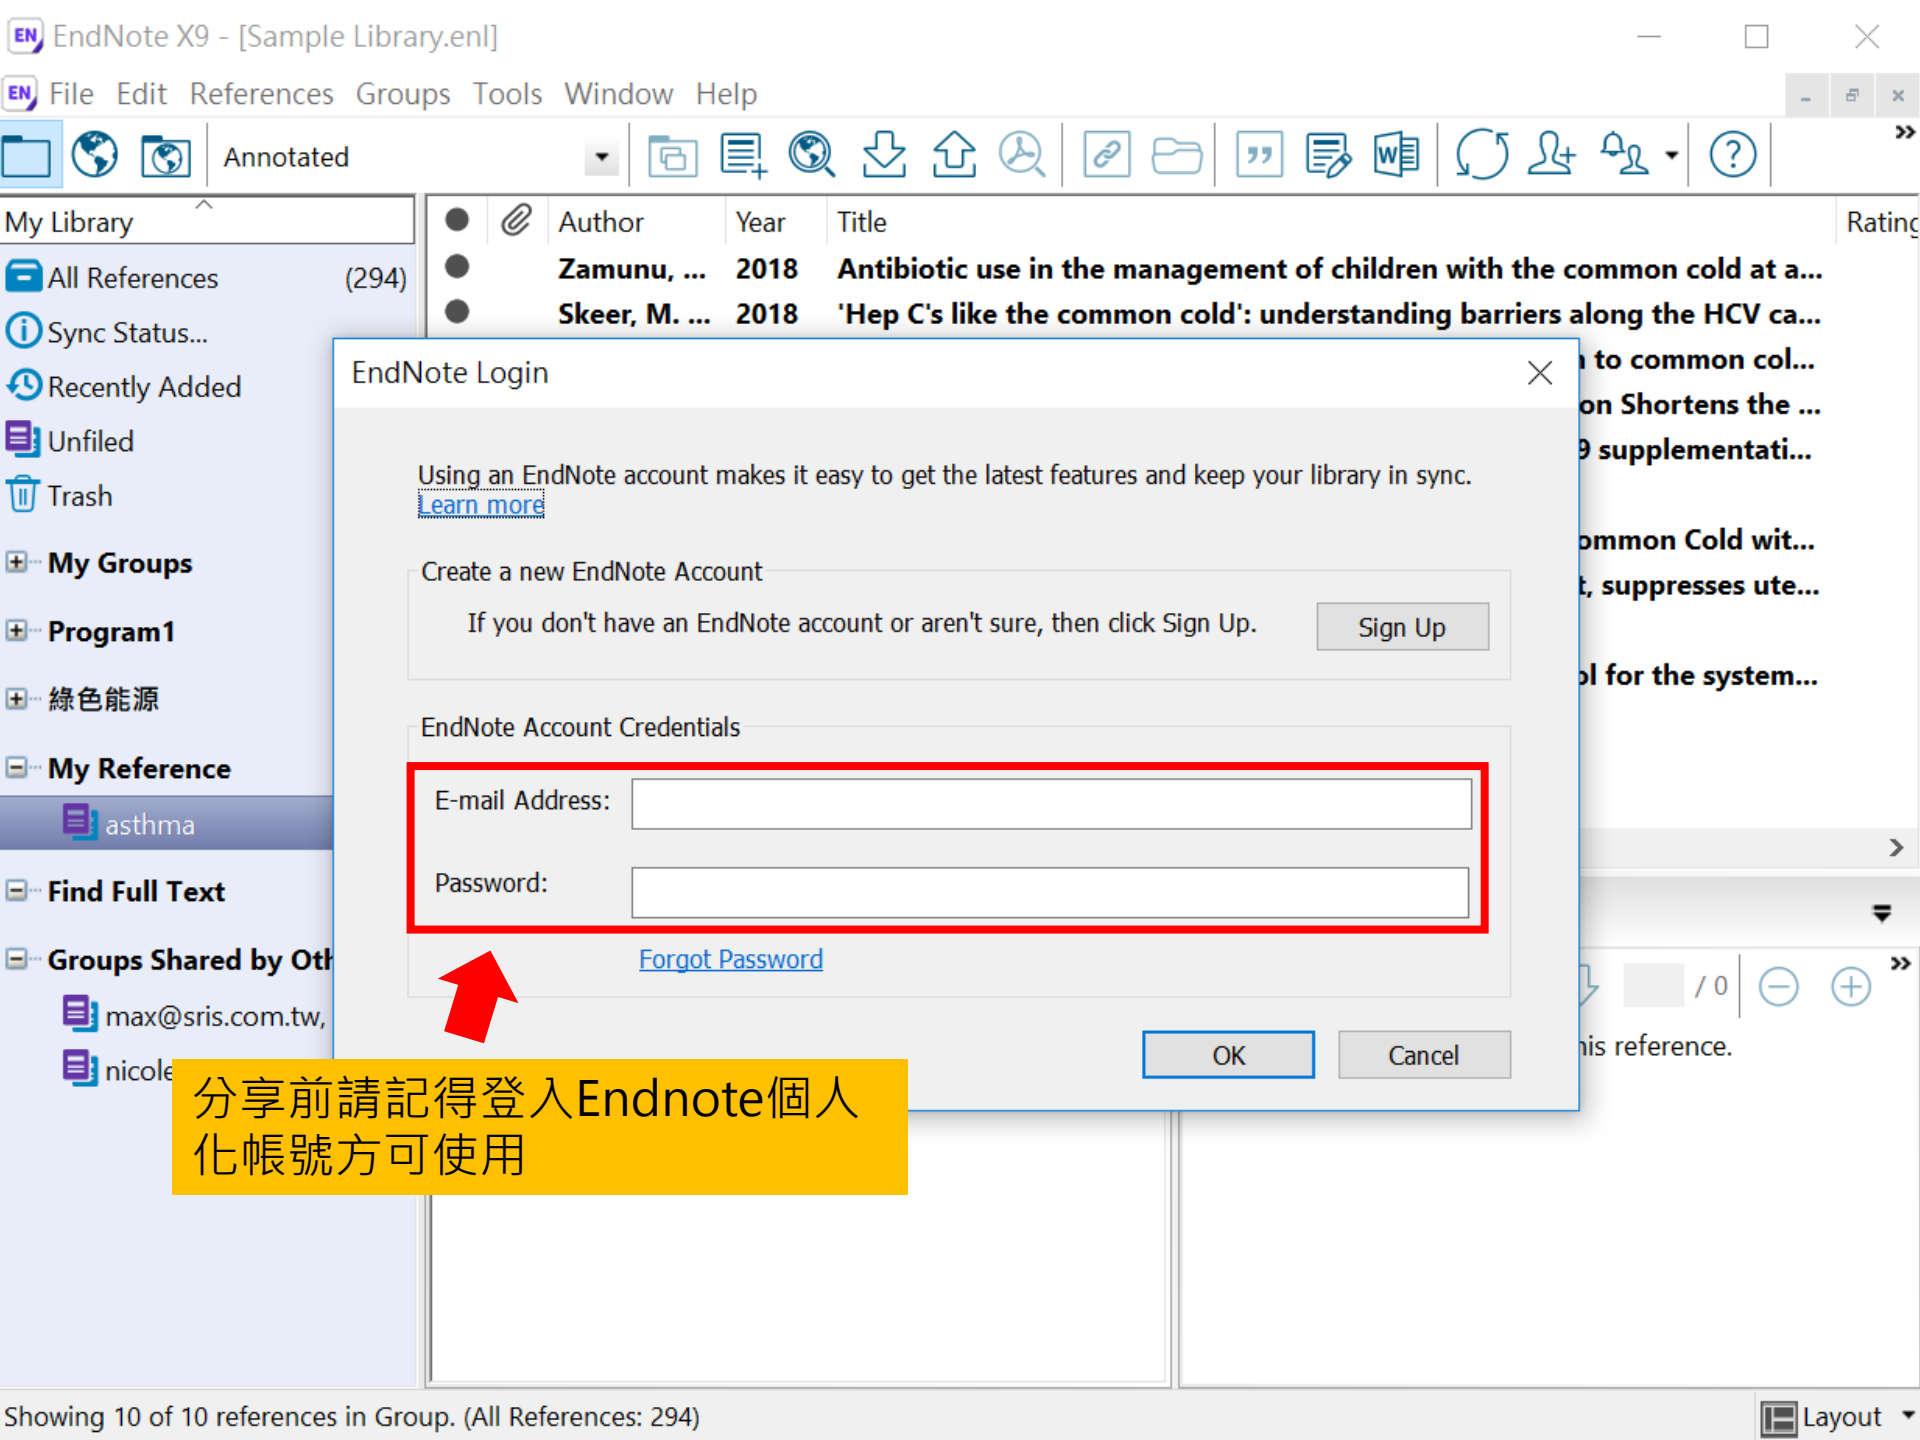 EN EndNote X9 - [Sample Library.enl]
EN File Edit References Groups Tools Window Help
Annotated
My Library
Author Year Title Rating
All References (294)
Zamunu, ... 2018 Antibiotic use in the management of children with the common cold at a...
Skeer, M. ... 2018 'Hep C's like the common cold': understanding barriers along the HCV ca...
Sync Status...
to common col...
Recently Added
on Shortens the ...
Unfiled
9 supplementati...
Trash
ommon Cold wit...
My Groups
t, suppresses ute...
Program1
ol for the system...
綠色能源
My Reference
asthma
Find Full Text
Groups Shared by Oth
max@sris.com.tw,
nicole
EndNote Login
Using an EndNote account makes it easy to get the latest features and keep your library in sync.
Learn more
Create a new EndNote Account
If you don't have an EndNote account or aren't sure, then click Sign Up.
Sign Up
EndNote Account Credentials
E-mail Address:
Password:
Forgot Password
OK Cancel
/ 0
his reference.
分享前請記得登入Endnote個人
化帳號方可使用
Showing 10 of 10 references in Group. (All References: 294)
Layout